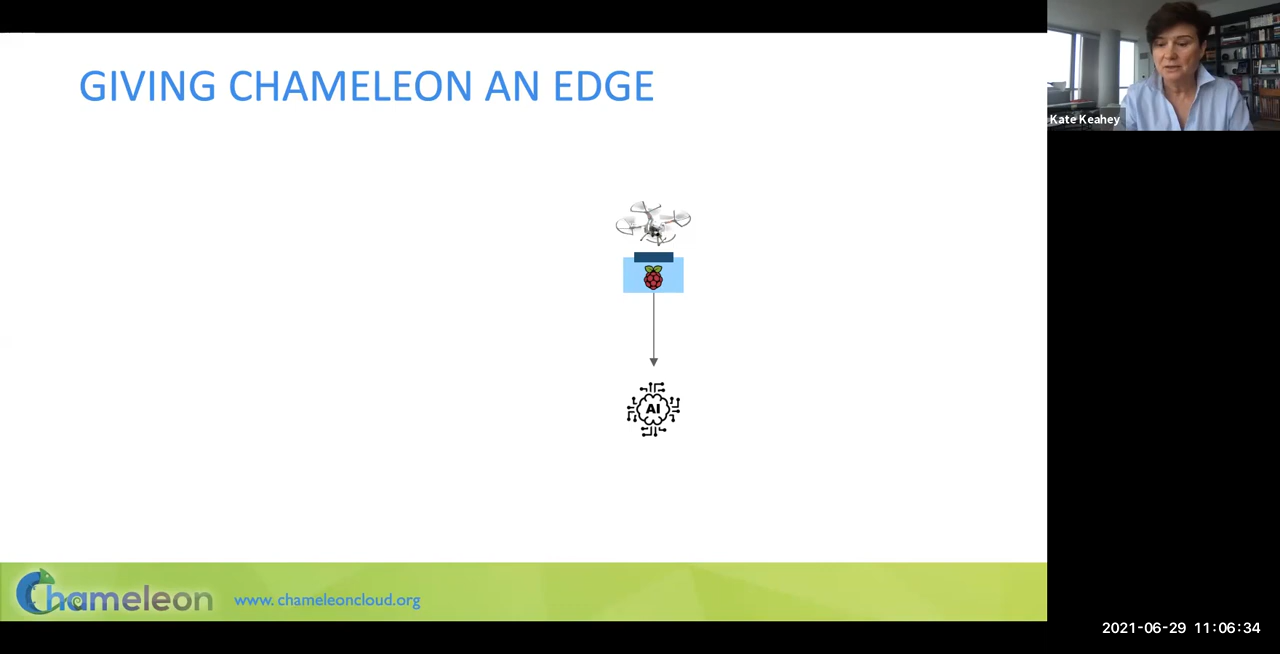 GIVING CHAMELEON AN EDGE
Kate Keahey
AI
Chameleon
www. chameleoncloud.org
2021-06-29 11:06:34